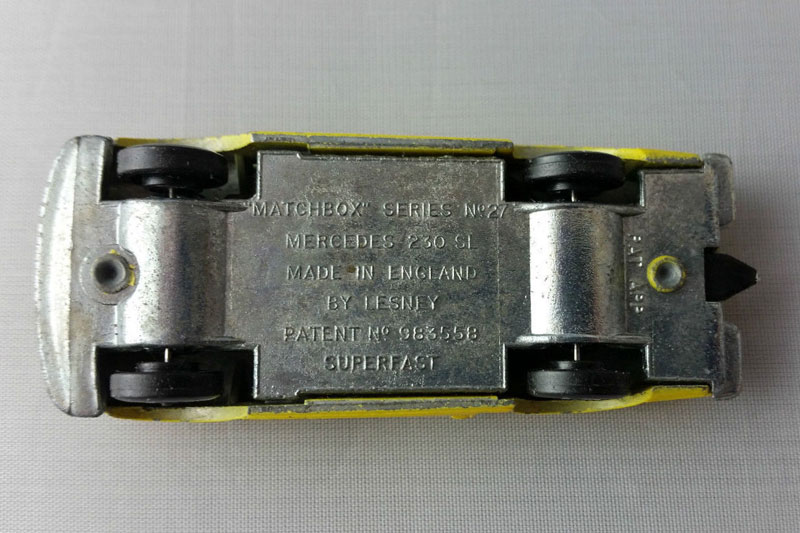 "MATCHBOX" SERIES Nº27
MERCEDES 230 SL
MADE IN ENGLAND
BY LESNEY
PATENT Nº 983558
SUPERFAST
PAT APP